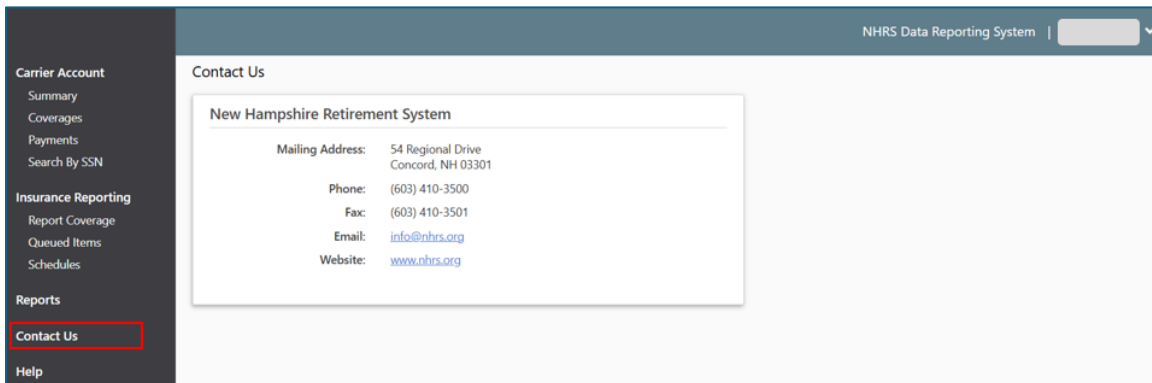 NHRS Data Reporting System |
Carrier Account
Summary
Coverages
Payments
Search By SSN
Insurance Reporting
Report Coverage
Queued Items
Schedules
Reports
Contact Us
Help
Contact Us
New Hampshire Retirement System
Mailing Address: 54 Regional Drive
Concord, NH 03301
Phone: (603) 410-3500
Fax: (603) 410-3501
Email: info@nhrs.org
Website: www.nhrs.org